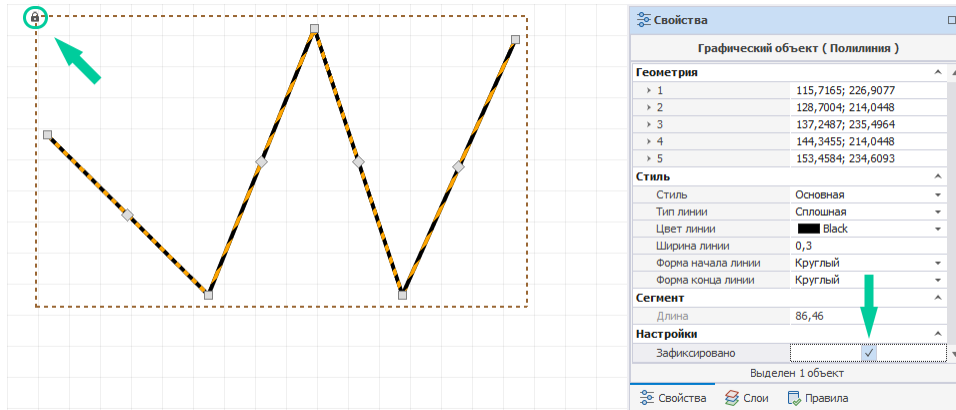 Свойства
Графический объект ( Полилиния )
Геометрия
1 115,7165; 226,9077
2 128,7004; 214,0448
3 137,2487; 235,4964
4 144,3455; 214,0448
5 153,4584; 234,6093
Стиль
Стиль Основная
Тип линии Сплошная
Цвет линии Black
Ширина линии 0,3
Форма начала линии Круглый
Форма конца линии Круглый
Сегмент
Длина 86,46
Настройки
Зафиксировано
Выделен 1 объект
Свойства Слои Правила